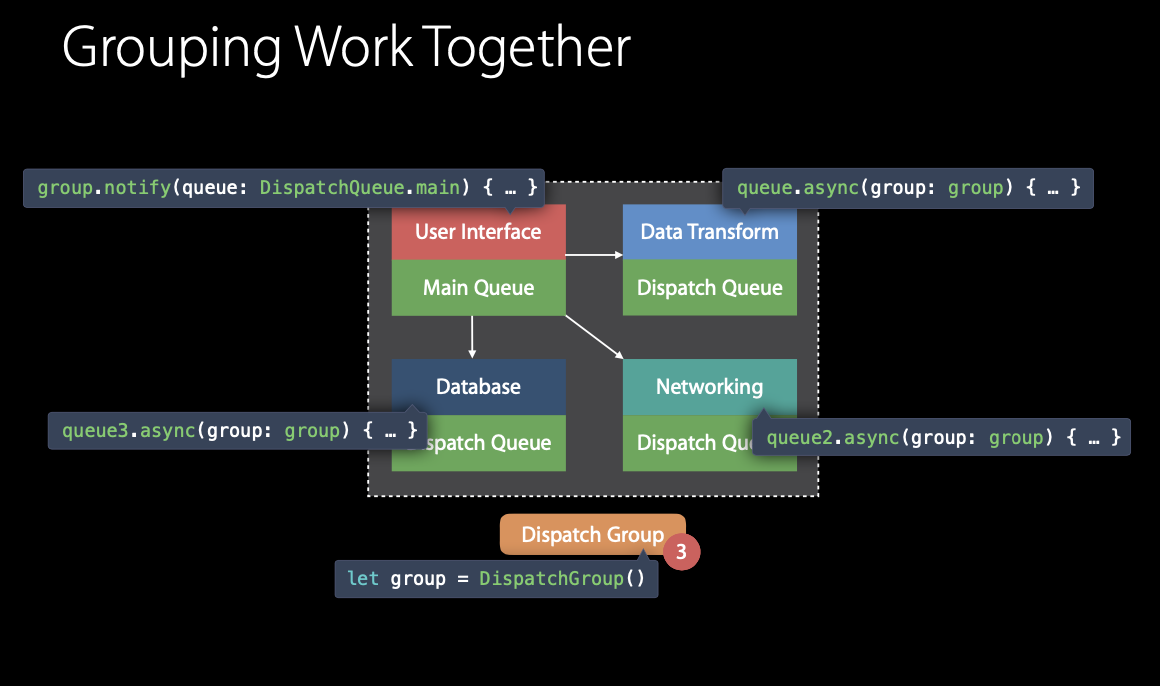 Grouping Work Together
group.notify(queue: DispatchQueue.main) { … }
queue.async(group: group) { … }
User Interface
Main Queue
Data Transform
Dispatch Queue
Database
spatch Queue
queue3.async(group: group) { … }
Networking
Dispatch Qu
queue2.async(group: group) { … }
Dispatch Group
3
let group = DispatchGroup()